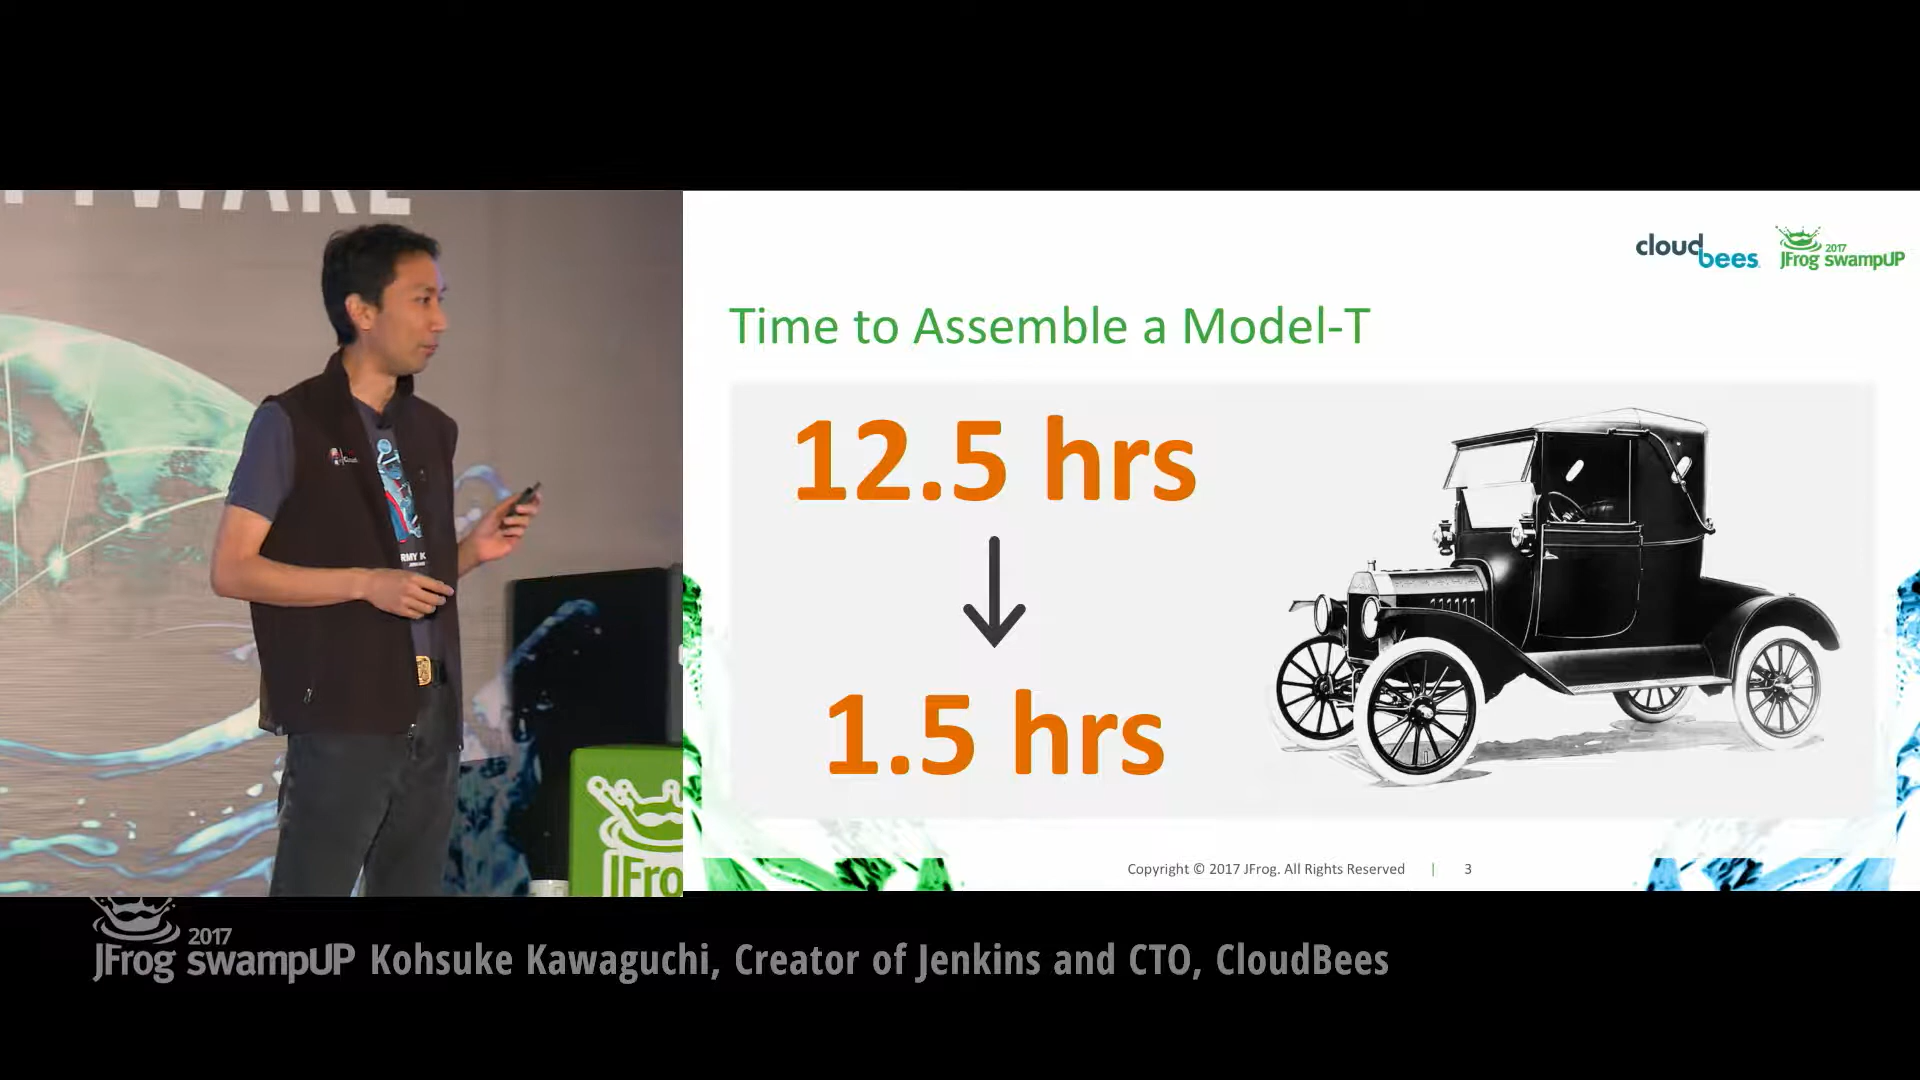 cloudbees
2017
JFrog swampUP
Time to Assemble a Model-T
12.5 hrs
1.5 hrs
Copyright © 2017 JFrog. All Rights Reserved | 3
2017
JFrog swampUP Kohsuke Kawaguchi, Creator of Jenkins and CTO, CloudBees